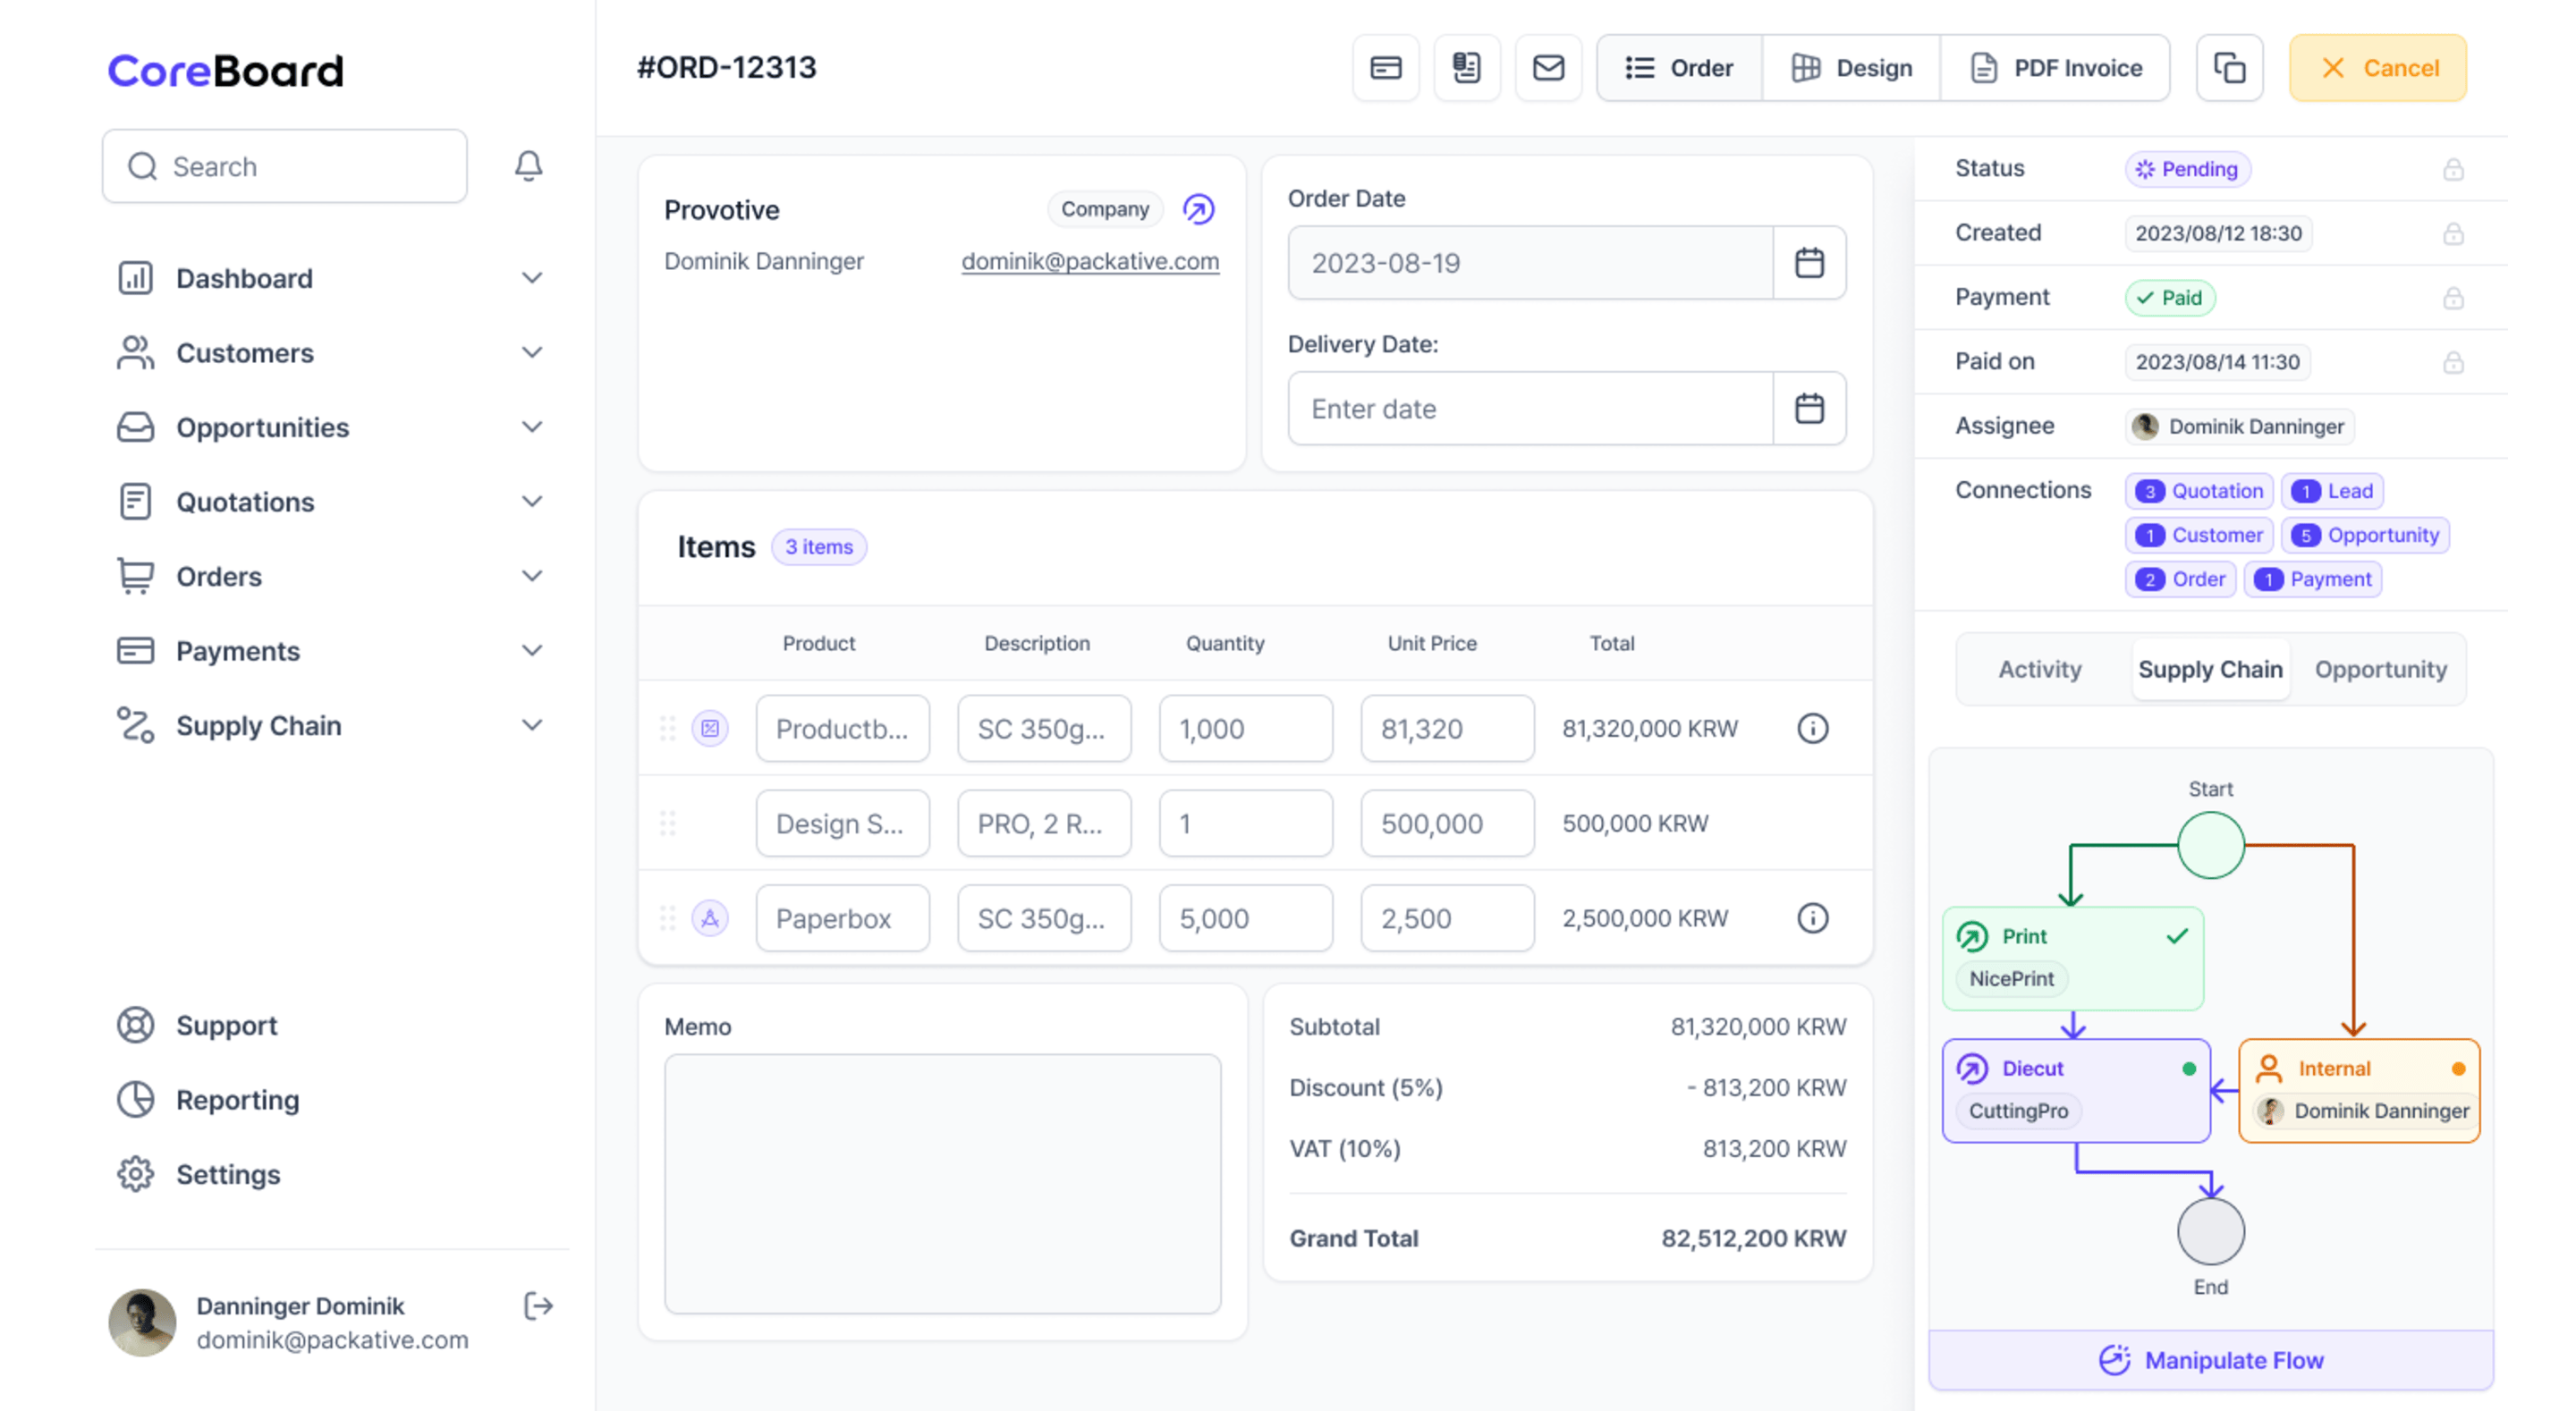 CoreBoard
Search
Dashboard
Customers
Opportunities
Quotations
Orders
Payments
Supply Chain
Support
Reporting
Settings
Danninger Dominik
dominik@packative.com
#ORD-12313
Order
Design
PDF Invoice
Cancel
Provotive
Company
Dominik Danninger
dominik@packative.com
Order Date
2023-08-19
Delivery Date:
Enter date
Items
3 items
Product Description Quantity Unit Price Total
Productb... SC 350g... 1,000 81,320 81,320,000 KRW
Design S... PRO, 2 R... 1 500,000 500,000 KRW
Paperbox SC 350g... 5,000 2,500 2,500,000 KRW
Memo
Subtotal 81,320,000 KRW
Discount (5%) - 813,200 KRW
VAT (10%) 813,200 KRW
Grand Total 82,512,200 KRW
Status Pending
Created 2023/08/12 18:30
Payment Paid
Paid on 2023/08/14 11:30
Assignee Dominik Danninger
Connections 3 Quotation 1 Lead
1 Customer 5 Opportunity
2 Order 1 Payment
Activity Supply Chain Opportunity
Start
Print
NicePrint
Diecut
CuttingPro
Internal
Dominik Danninger
End
Manipulate Flow